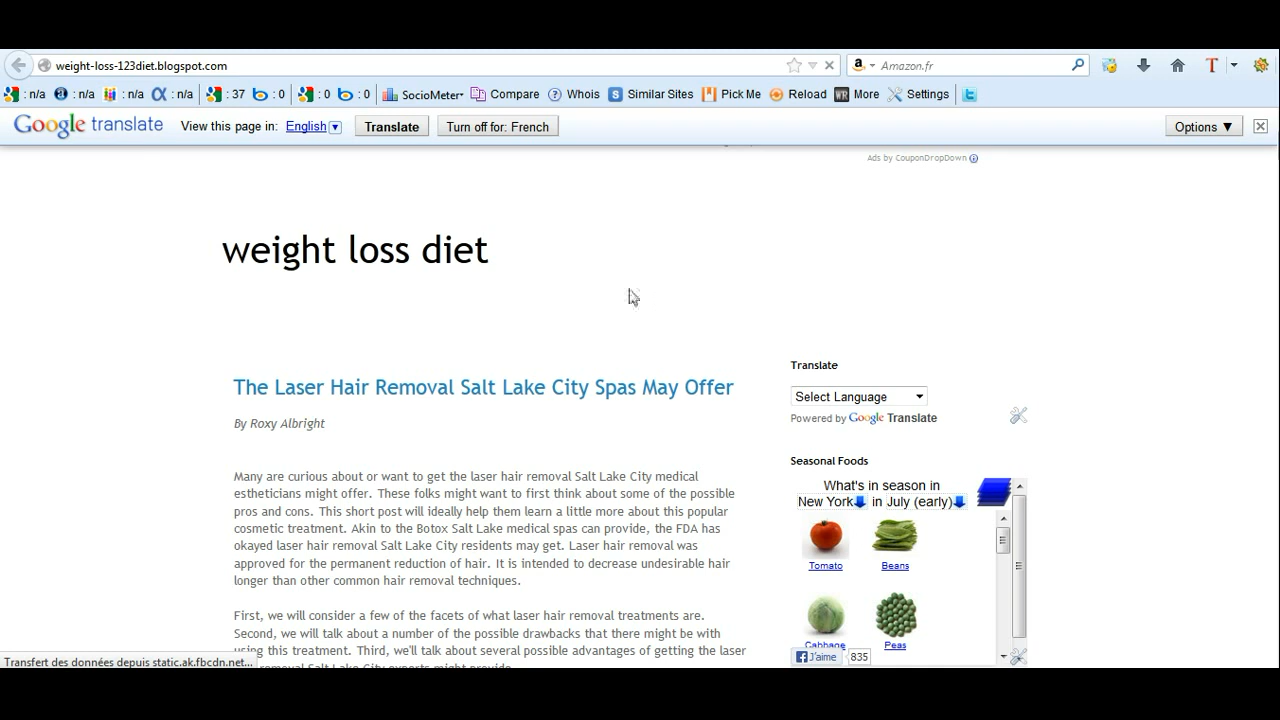 weight-loss-123diet.blogspot.com
Amazon.fr
: n/a : n/a : n/a : n/a : 37 : 0 : 0 : 0 SocioMeter Compare Whois Similar Sites Pick Me Reload More Settings
Google translate View this page in: English Translate Turn off for: French Options ▼
Ads by CouponDropDown
weight loss diet
The Laser Hair Removal Salt Lake City Spas May Offer
By Roxy Albright
Many are curious about or want to get the laser hair removal Salt Lake City medical
estheticians might offer. These folks might want to first think about some of the possible
pros and cons. This short post will ideally help them learn a little more about this popular
cosmetic treatment. Akin to the Botox Salt Lake medical spas can provide, the FDA has
okayed laser hair removal Salt Lake City residents may get. Laser hair removal was
approved for the permanent reduction of hair. It is intended to decrease undesirable hair
longer than other common hair removal techniques.
First, we will consider a few of the facets of what laser hair removal treatments are.
Second, we will talk about a number of the possible drawbacks that there might be with
using this treatment. Third, we'll talk about several possible advantages of getting the laser
removal Salt Lake City experts might provide.
Translate
Select Language
Powered by Google Translate
Seasonal Foods
What's in season in
New York in July (early)
Tomato Beans
Cabbage Peas
J'aime 835
Transfert des données depuis static.ak.fbcdn.net...